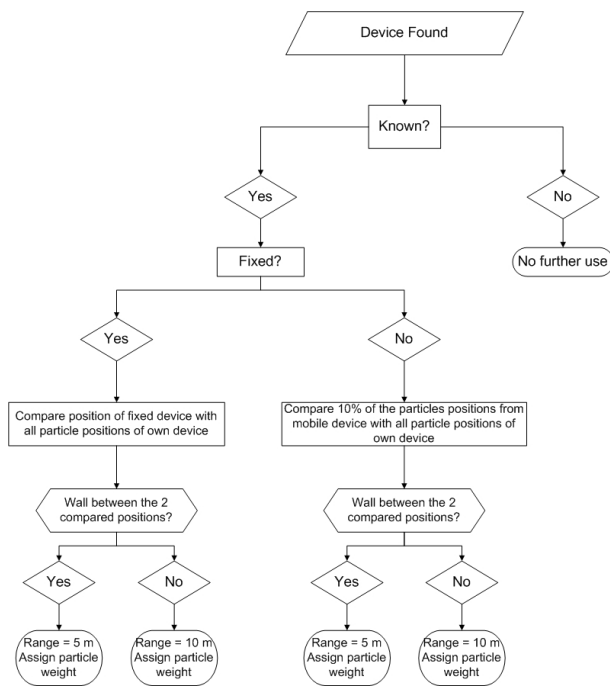 Device Found
Known?
Yes
No
Fixed?
No further use
Yes
No
Compare position of fixed device with
all particle positions of own device
Compare 10% of the particles positions from
mobile device with all particle positions of
own device
Wall between the 2
compared positions?
Wall between the 2
compared positions?
Yes
No
Yes
No
Range = 5 m
Assign particle
weight
Range = 10 m
Assign particle
weight
Range = 5 m
Assign particle
weight
Range = 10 m
Assign particle
weight